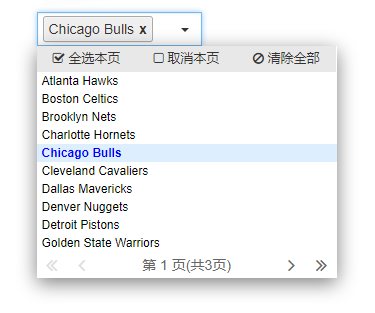 Chicago Bulls x
全选本页 取消本页 清除全部
Atlanta Hawks
Boston Celtics
Brooklyn Nets
Charlotte Hornets
Chicago Bulls
Cleveland Cavaliers
Dallas Mavericks
Denver Nuggets
Detroit Pistons
Golden State Warriors
第 1 页(共3页)